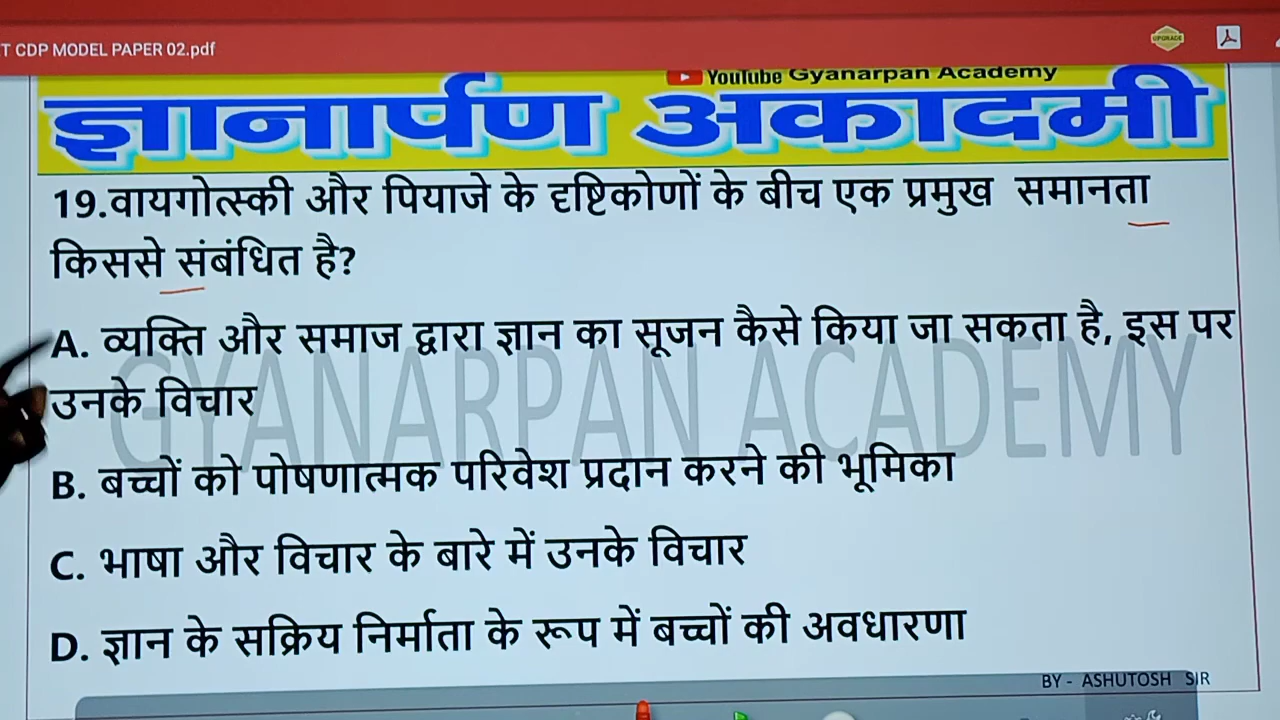 T CDP MODEL PAPER 02.pdf
UPGRADE
YouTube Gyanarpan Academy
ज्ञानार्पण अकादमी
19.वायगोत्स्की और पियाजे के दृष्टिकोणों के बीच एक प्रमुख समानता
किससे संबंधित है?
A. व्यक्ति और समाज द्वारा ज्ञान का सृजन कैसे किया जा सकता है, इस पर
उनके विचार
B. बच्चों को पोषणात्मक परिवेश प्रदान करने की भूमिका
C. भाषा और विचार के बारे में उनके विचार
D. ज्ञान के सक्रिय निर्माता के रूप में बच्चों की अवधारणा
GYANARPAN ACADEMY
BY - ASHUTOSH SIR